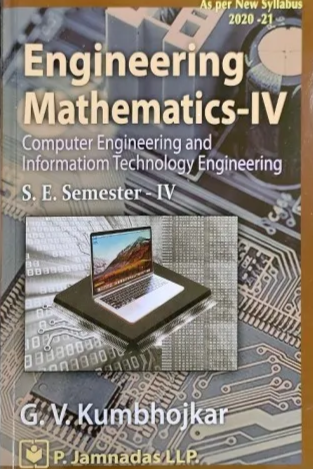 As per New Syllabus
2020 -21
Engineering
Mathematics-IV
Computer Engineering and
Informatiom Technology Engineering
S. E. Semester - IV
G. V. Kumbhojkar
P. Jamnadas LLP.